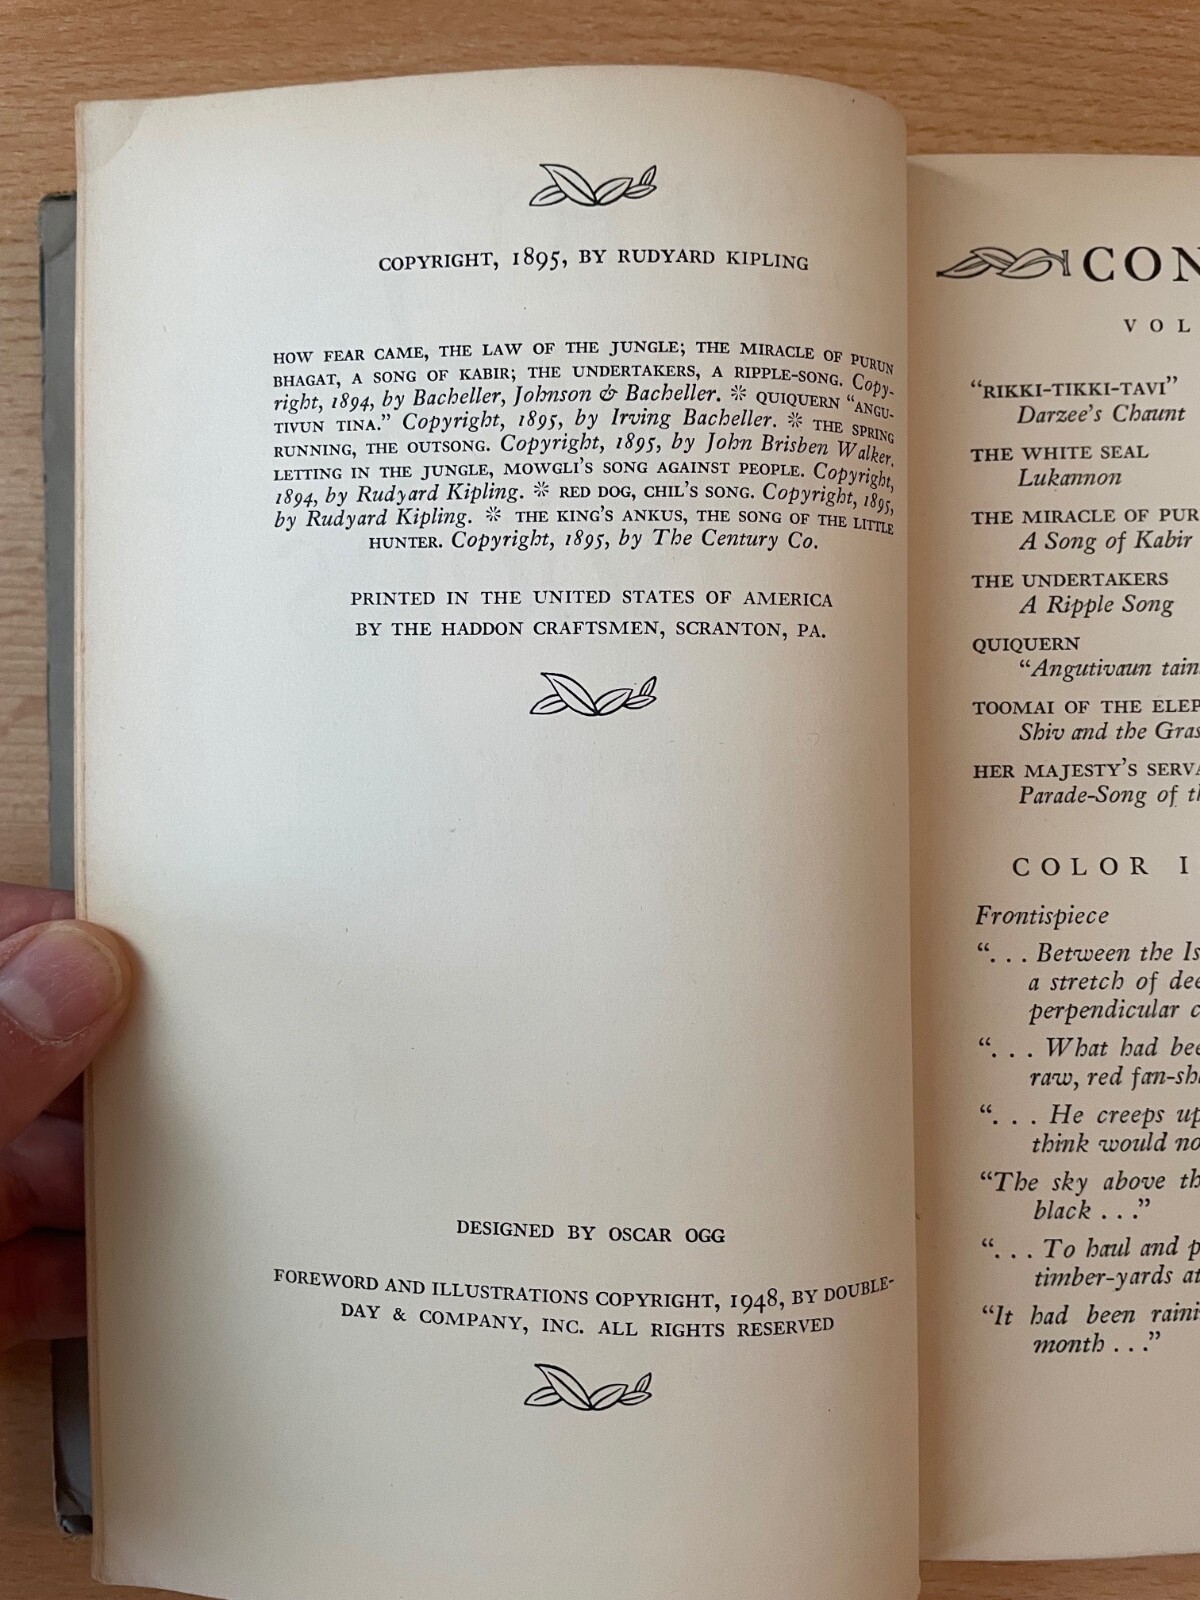 COPYRIGHT, 1895, BY RUDYARD KIPLING
HOW FEAR CAME, THE LAW OF THE JUNGLE; THE MIRACLE OF PURUN
BHAGAT, A SONG OF KABIR; THE UNDERTAKERS, A RIPPLE-SONG. Copy-
right, 1894, by Bacheller, Johnson & Bacheller. ❊ QUIQUERN "ANGU-
TIVUN TINA." Copyright, 1895, by Irving Bacheller. ❊ THE SPRING
RUNNING, THE OUTSONG. Copyright, 1895, by John Brisben Walker.
LETTING IN THE JUNGLE, MOWGLI'S SONG AGAINST PEOPLE. Copyright,
1894, by Rudyard Kipling. ❊ RED DOG, CHIL'S SONG. Copyright, 1895,
by Rudyard Kipling. ❊ THE KING'S ANKUS, THE SONG OF THE LITTLE
HUNTER. Copyright, 1895, by The Century Co.
PRINTED IN THE UNITED STATES OF AMERICA
BY THE HADDON CRAFTSMEN, SCRANTON, PA.
DESIGNED BY OSCAR OGG
FOREWORD AND ILLUSTRATIONS COPYRIGHT, 1948, BY DOUBLE-
DAY & COMPANY, INC. ALL RIGHTS RESERVED
CON
VOL
"RIKKI-TIKKI-TAVI"
Darzee's Chaunt
THE WHITE SEAL
Lukannon
THE MIRACLE OF PUR
A Song of Kabir
THE UNDERTAKERS
A Ripple Song
QUIQUERN
"Angutivaun tain
TOOMAI OF THE ELEP
Shiv and the Gras
HER MAJESTY'S SERVA
Parade-Song of th
COLOR I
Frontispiece
". . . Between the Is
a stretch of dee
perpendicular c
". . . What had bee
raw, red fan-sh
". . . He creeps up
think would no
"The sky above th
black . . ."
". . . To haul and p
timber-yards at
"It had been raini
month . . ."